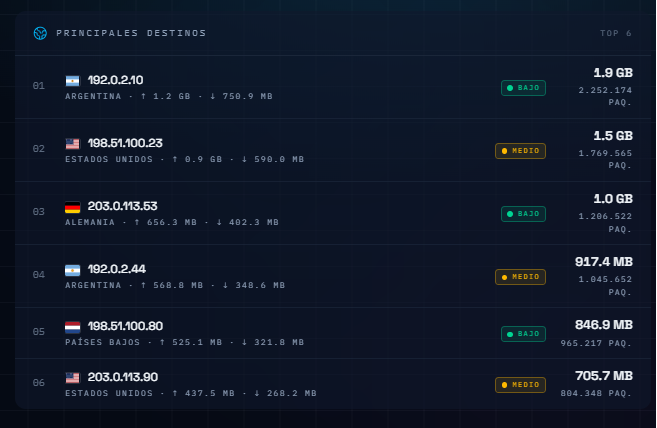 PRINCIPALES DESTINOS TOP 6
01 192.0.2.10 BAJO 1.9 GB
ARGENTINA · ↑ 1.2 GB · ↓ 750.9 MB 2.252.174
PAQ.
02 198.51.100.23 MEDIO 1.5 GB
ESTADOS UNIDOS · ↑ 0.9 GB · ↓ 590.0 MB 1.769.565
PAQ.
03 203.0.113.53 BAJO 1.0 GB
ALEMANIA · ↑ 656.3 MB · ↓ 402.3 MB 1.206.522
PAQ.
04 192.0.2.44 MEDIO 917.4 MB
ARGENTINA · ↑ 568.8 MB · ↓ 348.6 MB 1.045.652
PAQ.
05 198.51.100.80 BAJO 846.9 MB
PAÍSES BAJOS · ↑ 525.1 MB · ↓ 321.8 MB 965.217 PAQ.
06 203.0.113.90 MEDIO 705.7 MB
ESTADOS UNIDOS · ↑ 437.5 MB · ↓ 268.2 MB 804.348 PAQ.